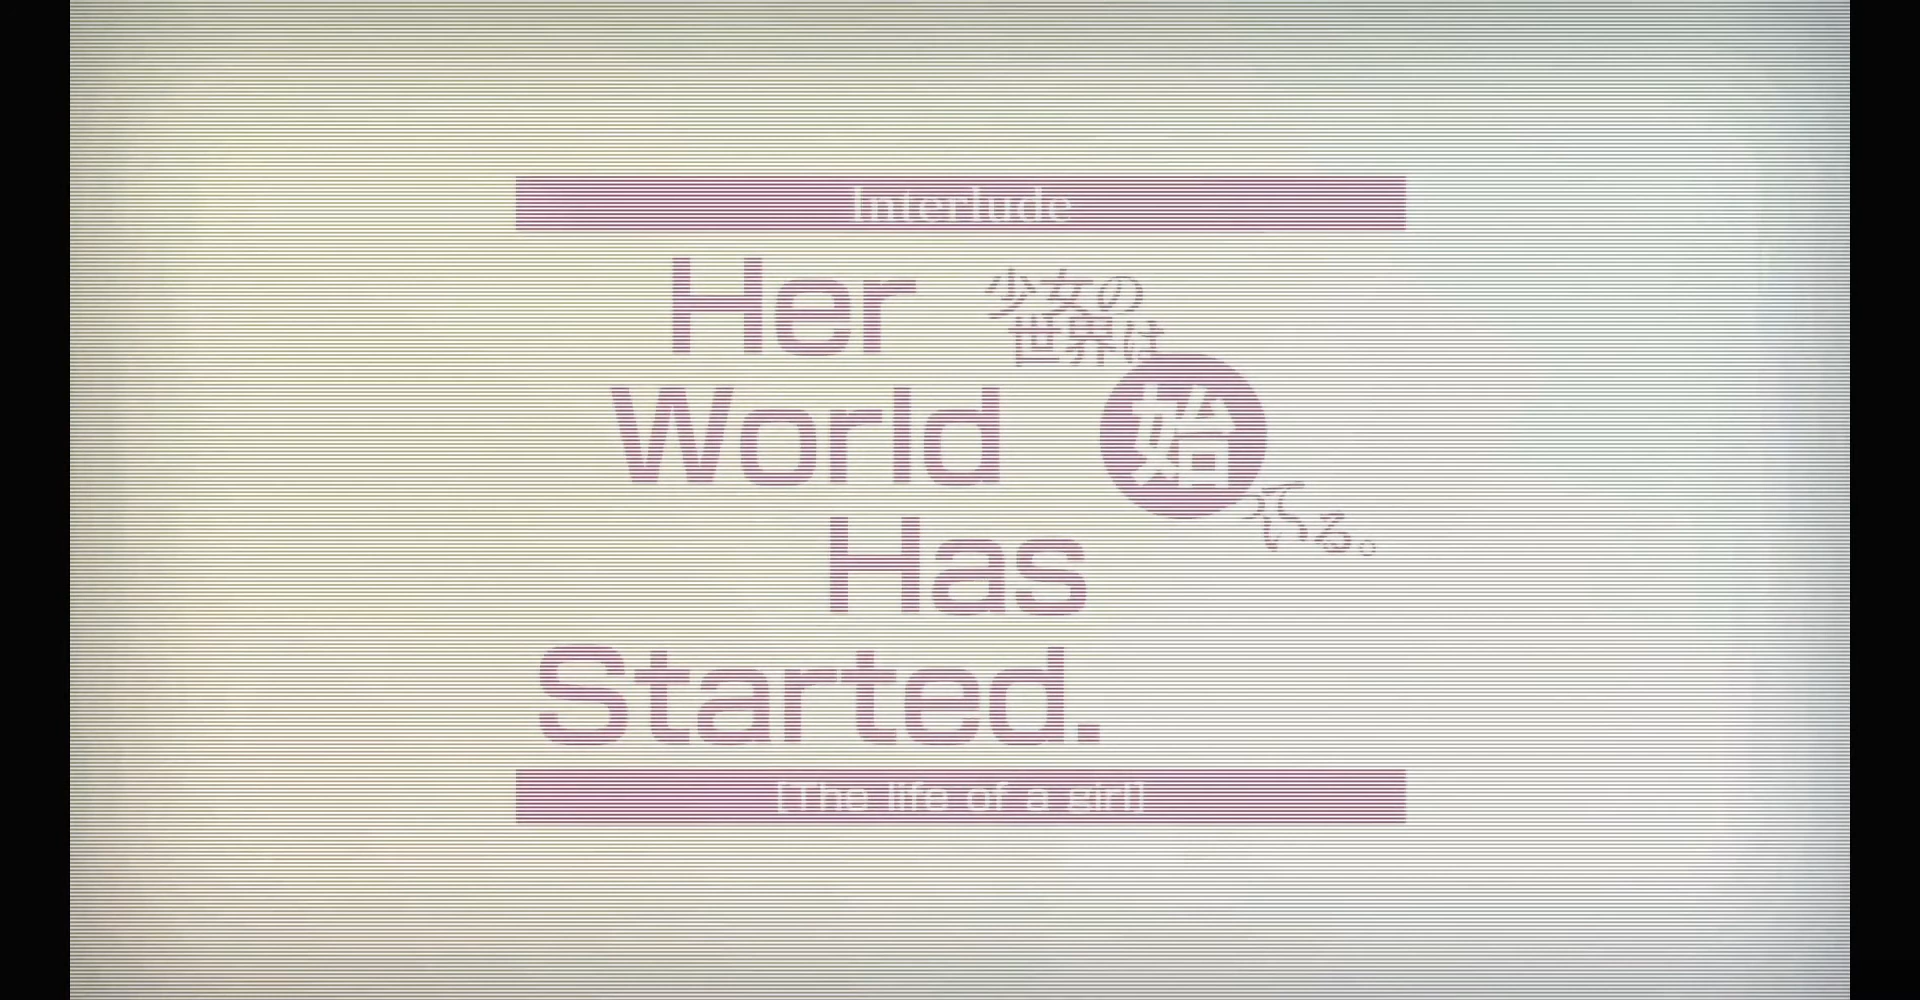 Interlude
Her
World
Has
Started.
少女の
世界は
始
っている。
[The life of a girl]